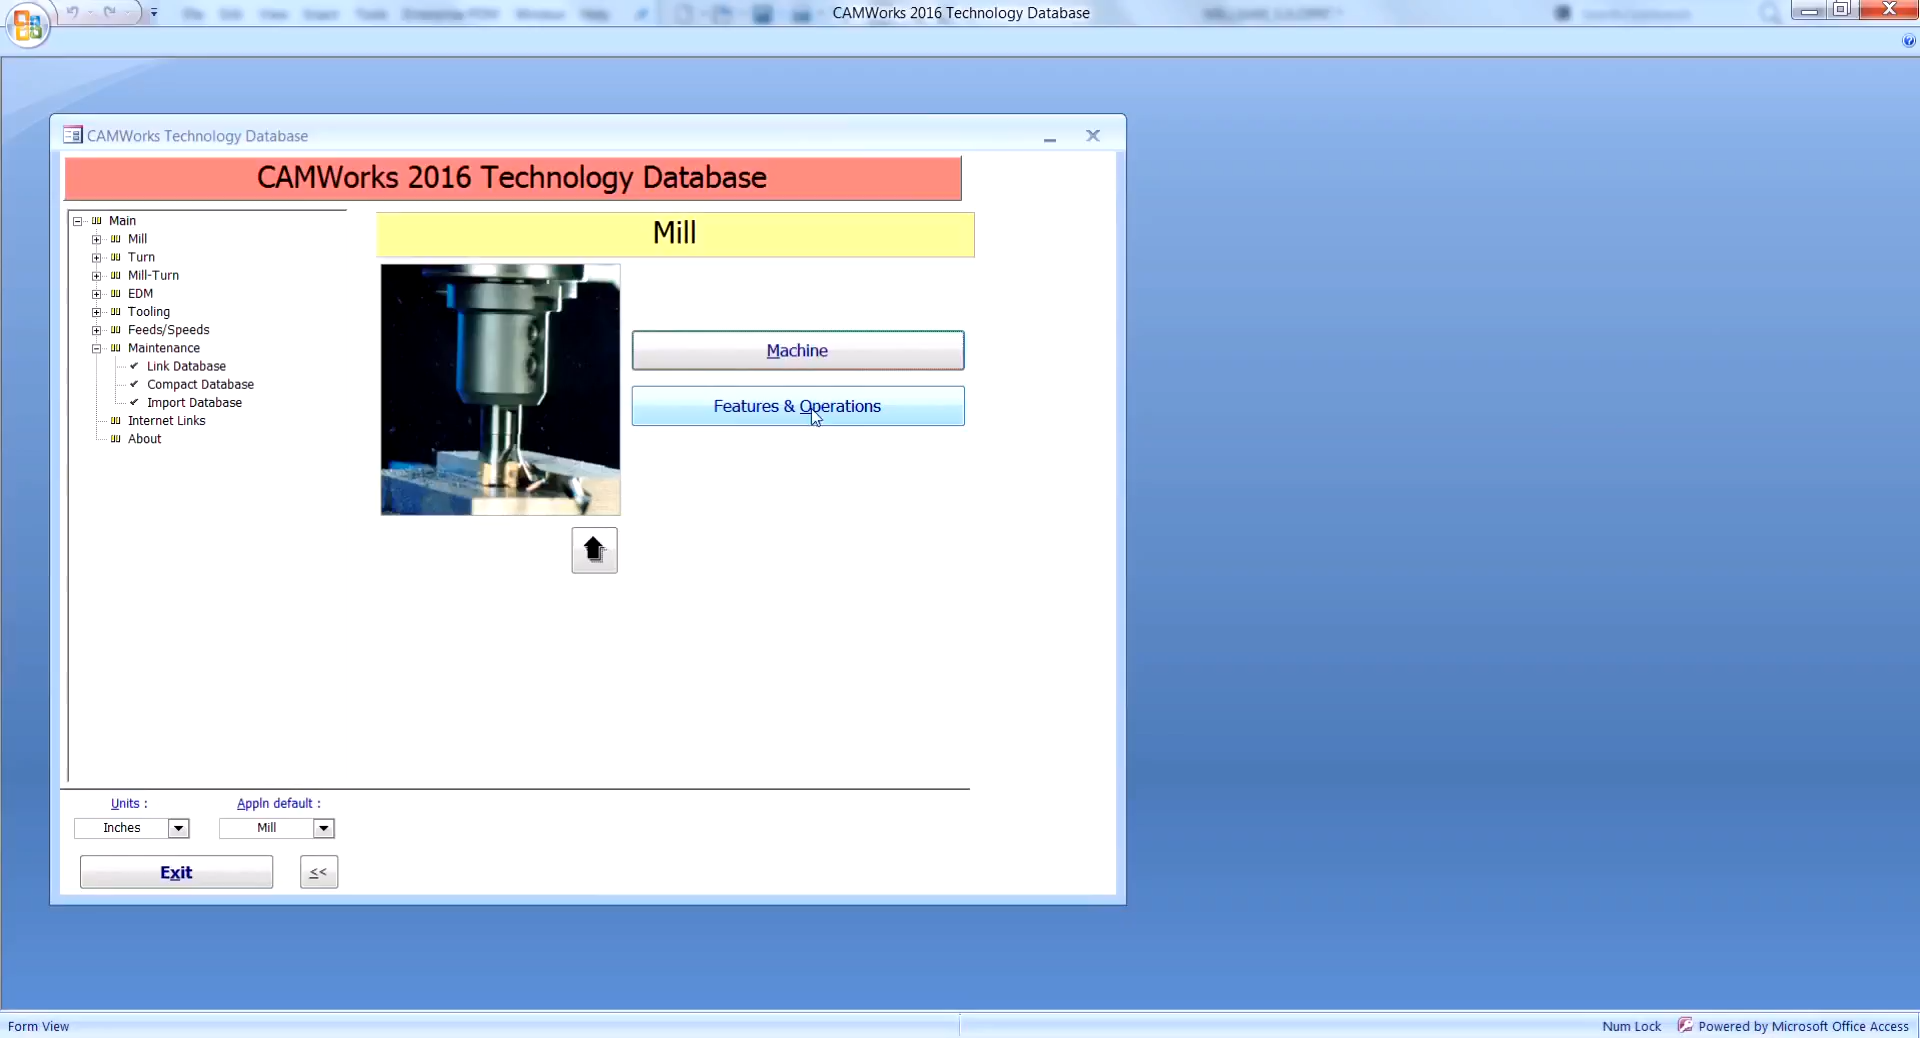 CAMWorks 2016 Technology Database
CAMWorks Technology Database
CAMWorks 2016 Technology Database
Main
Mill
Turn
Mill-Turn
EDM
Tooling
Feeds/Speeds
Maintenance
Link Database
Compact Database
Import Database
Internet Links
About
Mill
Machine
Features & Operations
Units :
Appln default :
Inches
Mill
Exit
<<
Form View
Num Lock
Powered by Microsoft Office Access